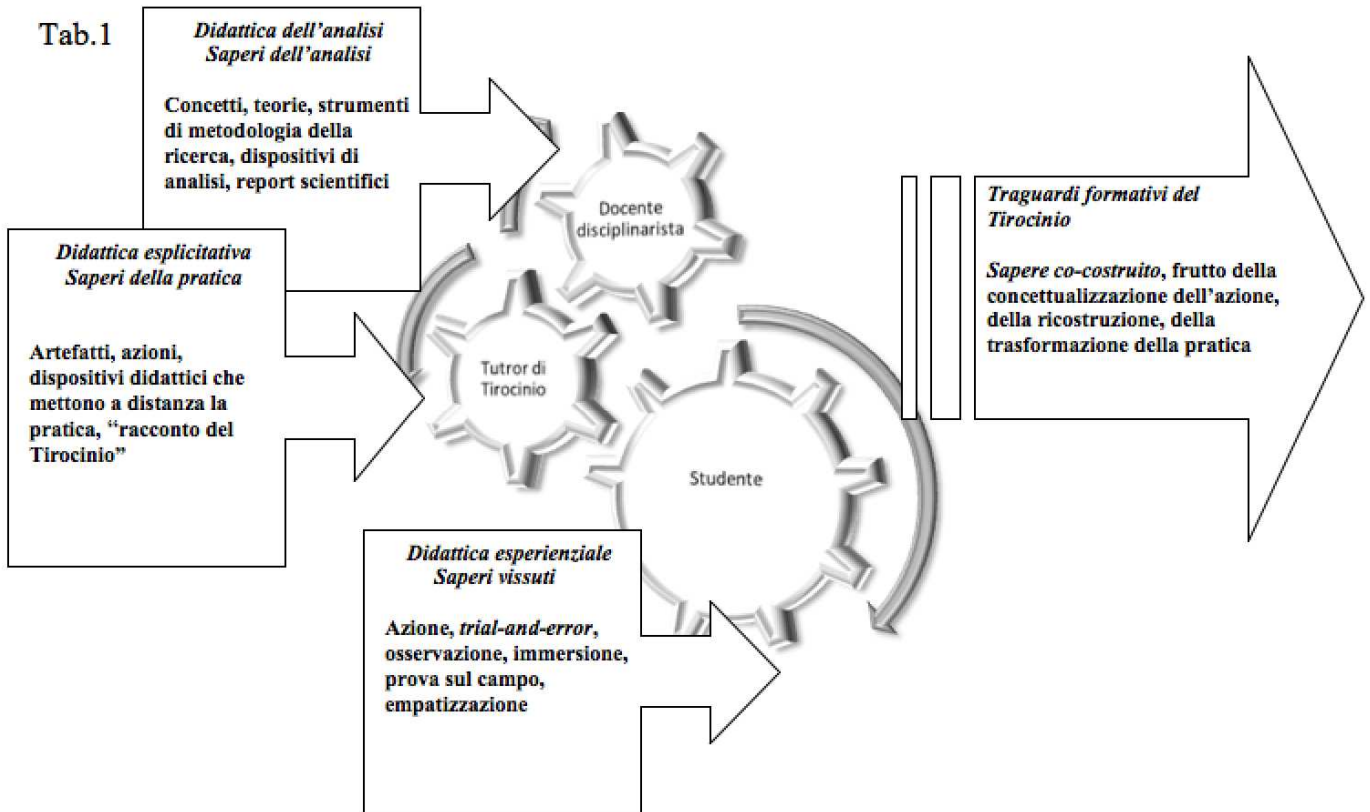 Tab.1
Didattica dell’analisi
Saperi dell’analisi
Concetti, teorie, strumenti
di metodologia della
ricerca, dispositivi di
analisi, report scientifici
Docente
disciplinarista
Didattica esplicitativa
Saperi della pratica
Artefatti, azioni,
dispositivi didattici che
mettono a distanza la
pratica, “racconto del
Tirocinio”
Tutror di
Tirocinio
Studente
Didattica esperienziale
Saperi vissuti
Azione, trial-and-error,
osservazione, immersione,
prova sul campo,
empatizzazione
Traguardi formativi del
Tirocinio
Sapere co-costruito, frutto della
concettualizzazione dell’azione,
della ricostruzione, della
trasformazione della pratica